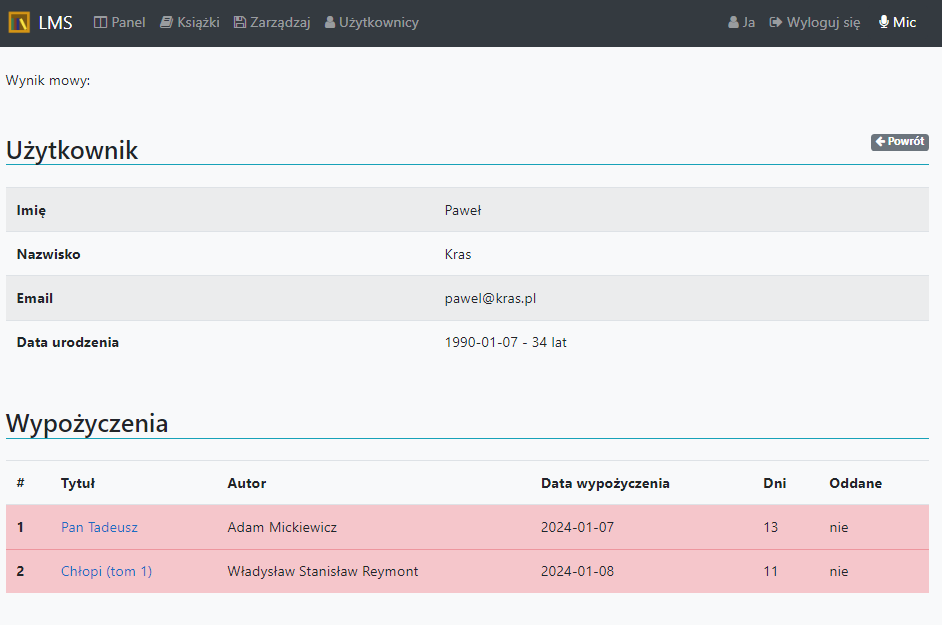 LMS Panel Książki Zarządzaj Użytkownicy Ja Wyloguj się Mic
Wynik mowy:
Użytkownik Powrót
Imię Paweł
Nazwisko Kras
Email pawel@kras.pl
Data urodzenia 1990-01-07 - 34 lat
Wypożyczenia
# Tytuł Autor Data wypożyczenia Dni Oddane
1 Pan Tadeusz Adam Mickiewicz 2024-01-07 13 nie
2 Chłopi (tom 1) Władysław Stanisław Reymont 2024-01-08 11 nie